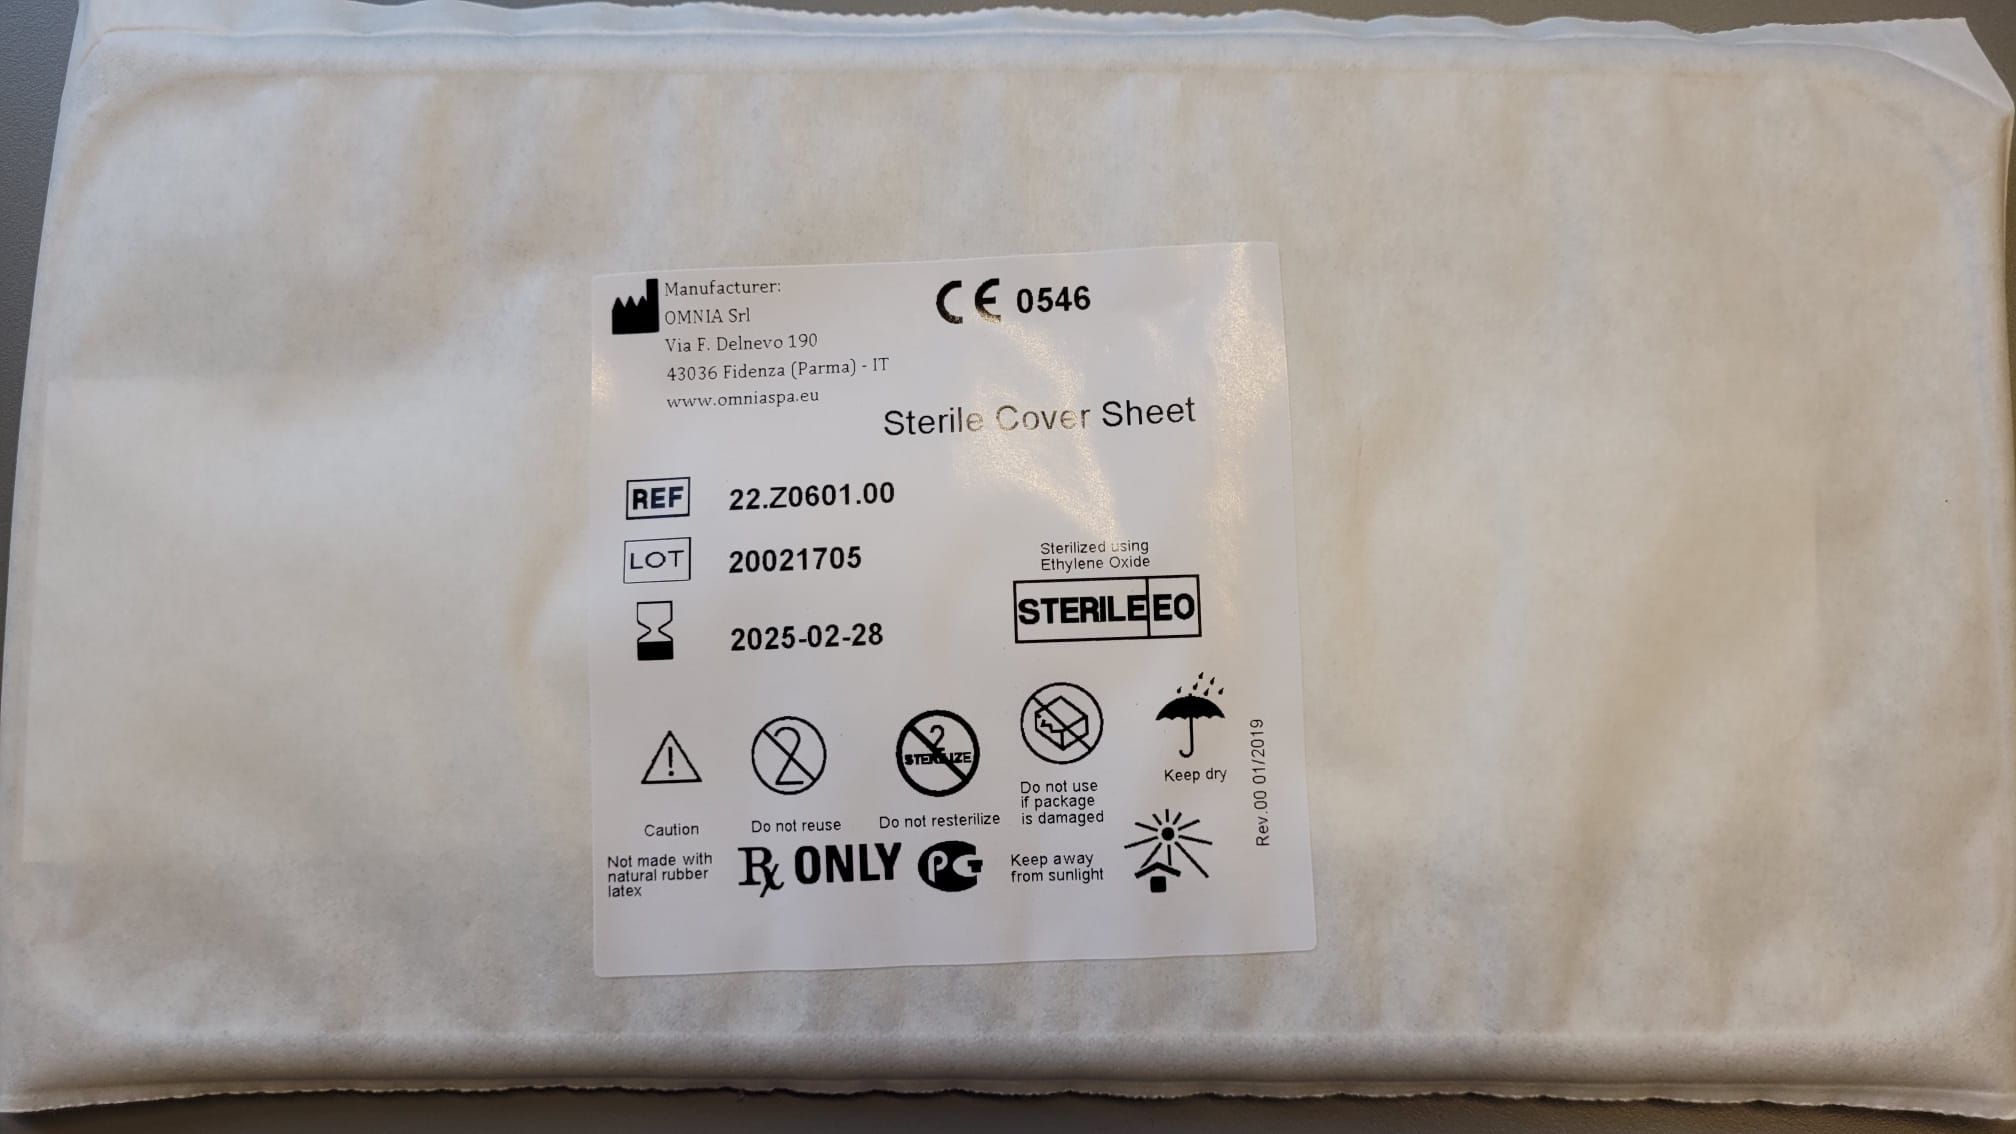 Manufacturer:
OMNIA Srl
Via F. Delnevo 190
43036 Fidenza (Parma) - IT
www.omniaspa.eu
CE 0546
Sterile Cover Sheet
REF 22.Z0601.00
LOT 20021705
2025-02-28
Sterilized using
Ethylene Oxide
STERILE EO
Caution
2
Do not reuse
2
STERILIZE
Do not resterilize
Do not use
if package
is damaged
Keep dry
Not made with
natural rubber
latex
Rx ONLY
PG
Keep away
from sunlight
Rev.00 01/2019